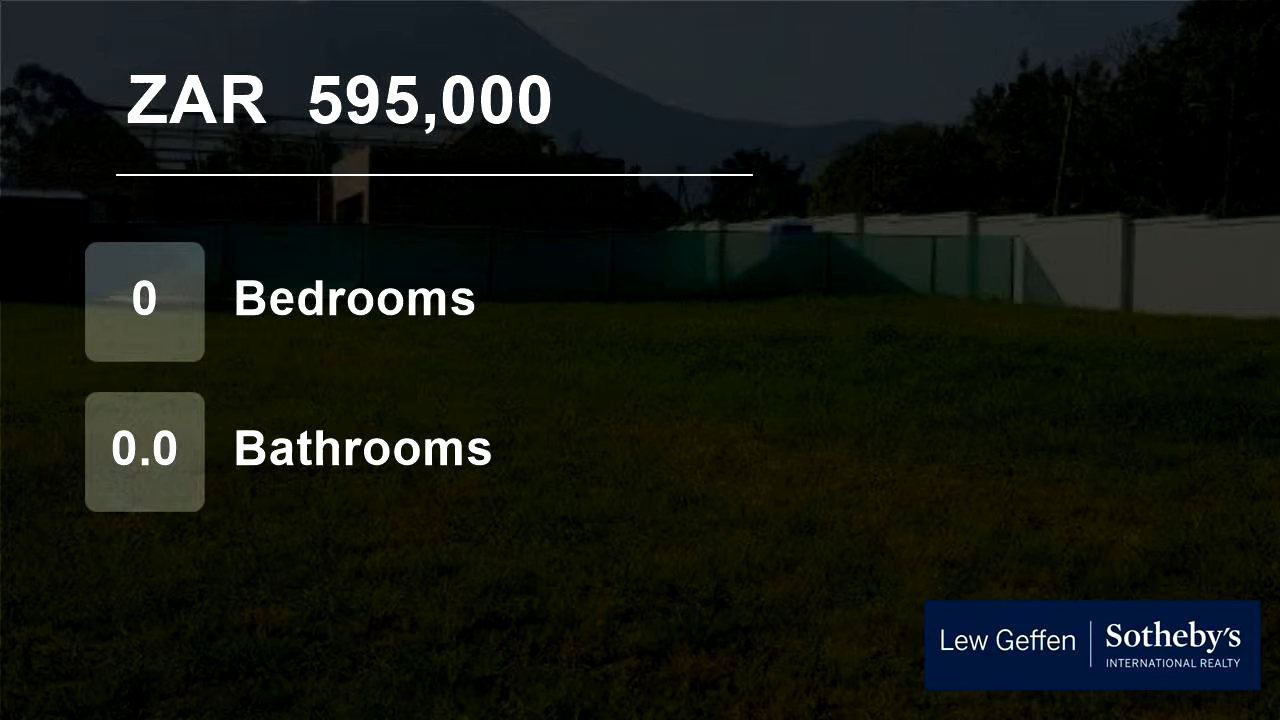 ZAR 595,000
0 Bedrooms
0.0 Bathrooms
Lew Geffen Sotheby's
INTERNATIONAL REALTY